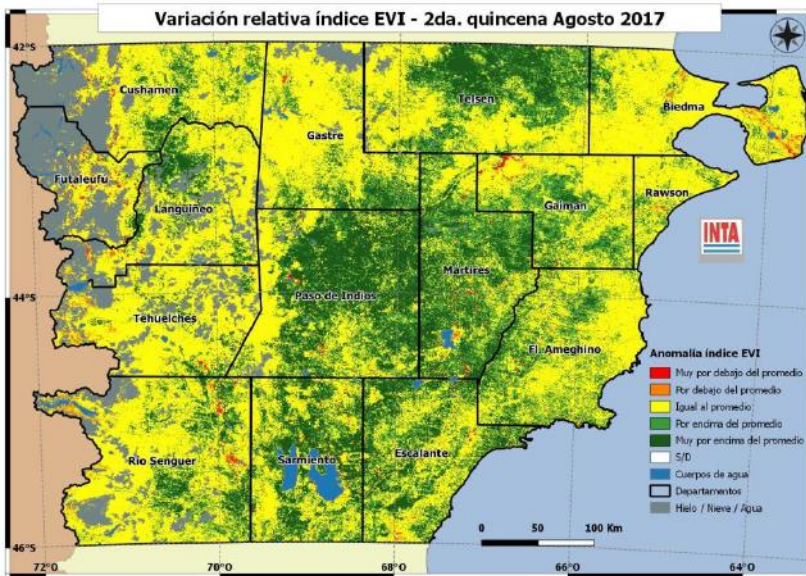 Variación relativa índice EVI - 2da. quincena Agosto 2017
42°S
Cushamen
Gastre
Telsen
Biedma
Futaleufu
Languineo
Gaiman
Rawson
INTA
Paso de Indios
Martires
44°S
Tehuelches
Fl. Ameghino
Anomalía índice EVI
Muy por debajo del promedio
Por debajo del promedio
Igual al promedio
Por encima del promedio
Muy por encima del promedio
S/D
Cuerpos de agua
Departamentos
Hielo / Nieve / Agua
Rio Senguer
Sarmiento
Escalante
0 50 100 Km
46°S
72°O 70°O 68°O 66°O 64°O